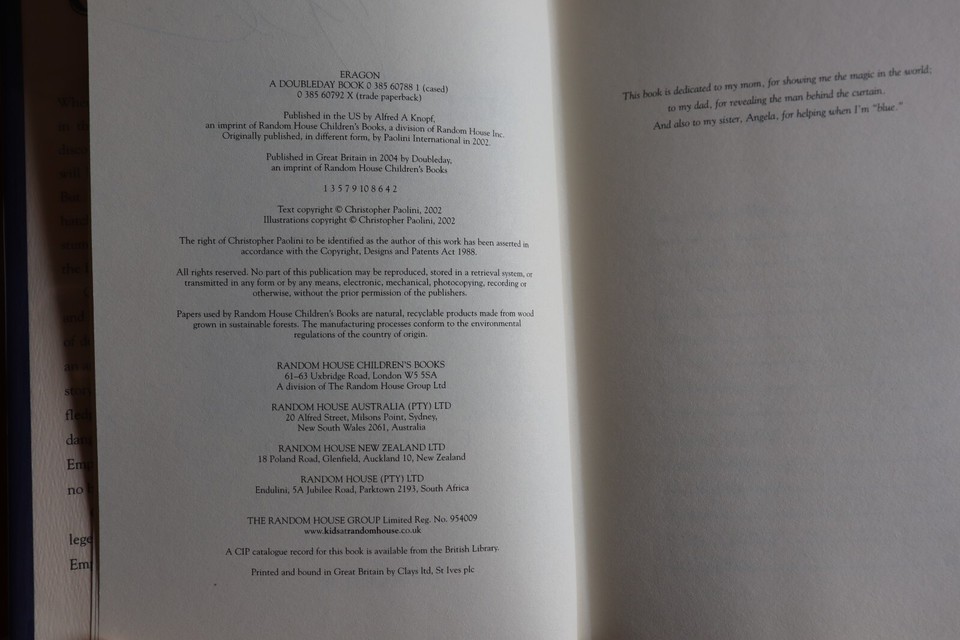 ERAGON
A DOUBLEDAY BOOK 0 385 60788 1 (cased)
0 385 60792 X (trade paperback)
Published in the US by Alfred A Knopf,
an imprint of Random House Children's Books, a division of Random House Inc.
Originally published, in different form, by Paolini International in 2002.
Published in Great Britain in 2004 by Doubleday,
an imprint of Random House Children's Books
1 3 5 7 9 10 8 6 4 2
Text copyright © Christopher Paolini, 2002
Illustrations copyright © Christopher Paolini, 2002
The right of Christopher Paolini to be identified as the author of this work has been asserted in
accordance with the Copyright, Designs and Patents Act 1988.
All rights reserved. No part of this publication may be reproduced, stored in a retrieval system, or
transmitted in any form or by any means, electronic, mechanical, photocopying, recording or
otherwise, without the prior permission of the publishers.
Papers used by Random House Children's Books are natural, recyclable products made from wood
grown in sustainable forests. The manufacturing processes conform to the environmental
regulations of the country of origin.
RANDOM HOUSE CHILDREN'S BOOKS
61–63 Uxbridge Road, London W5 5SA
A division of The Random House Group Ltd
RANDOM HOUSE AUSTRALIA (PTY) LTD
20 Alfred Street, Milsons Point, Sydney,
New South Wales 2061, Australia
RANDOM HOUSE NEW ZEALAND LTD
18 Poland Road, Glenfield, Auckland 10, New Zealand
RANDOM HOUSE (PTY) LTD
Endulini, 5A Jubilee Road, Parktown 2193, South Africa
THE RANDOM HOUSE GROUP Limited Reg. No. 954009
www.kidsatrandomhouse.co.uk
A CIP catalogue record for this book is available from the British Library.
Printed and bound in Great Britain by Clays ltd, St Ives plc
This book is dedicated to my mom, for showing me the magic in the world;
to my dad, for revealing the man behind the curtain.
And also to my sister, Angela, for helping when I'm "blue."